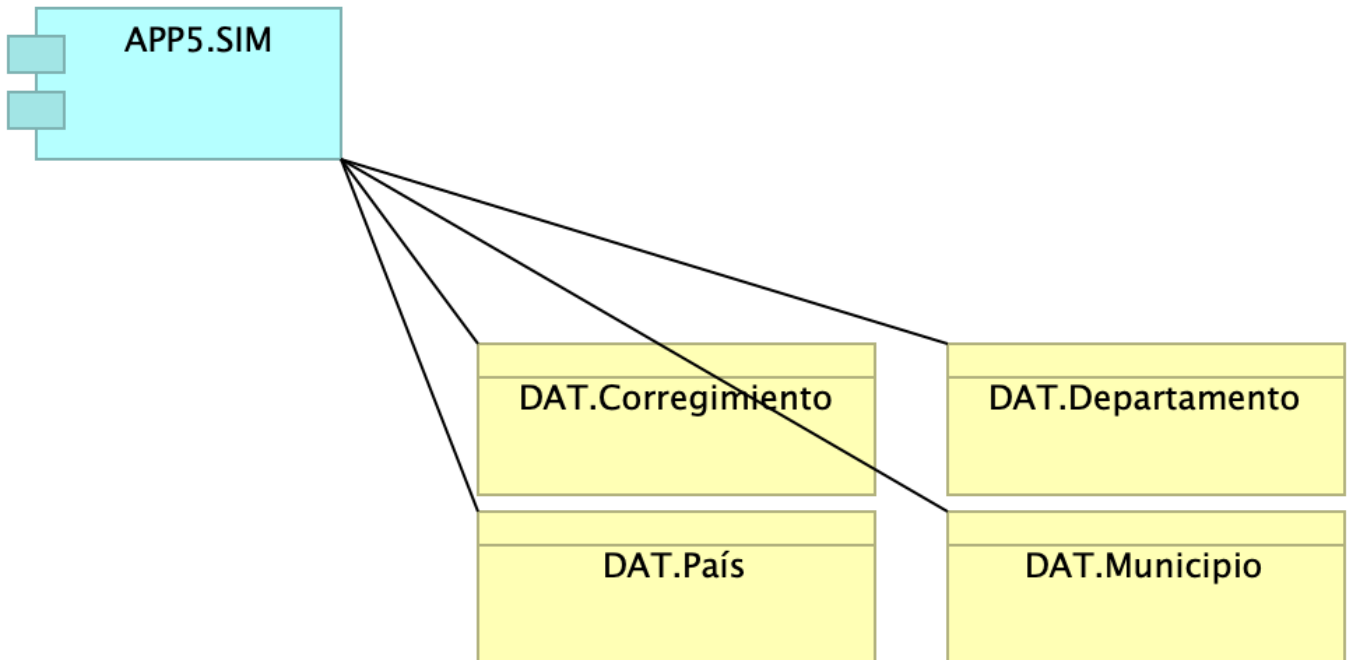 APP5.SIM
DAT.Corregimiento
DAT.Departamento
DAT.País
DAT.Municipio